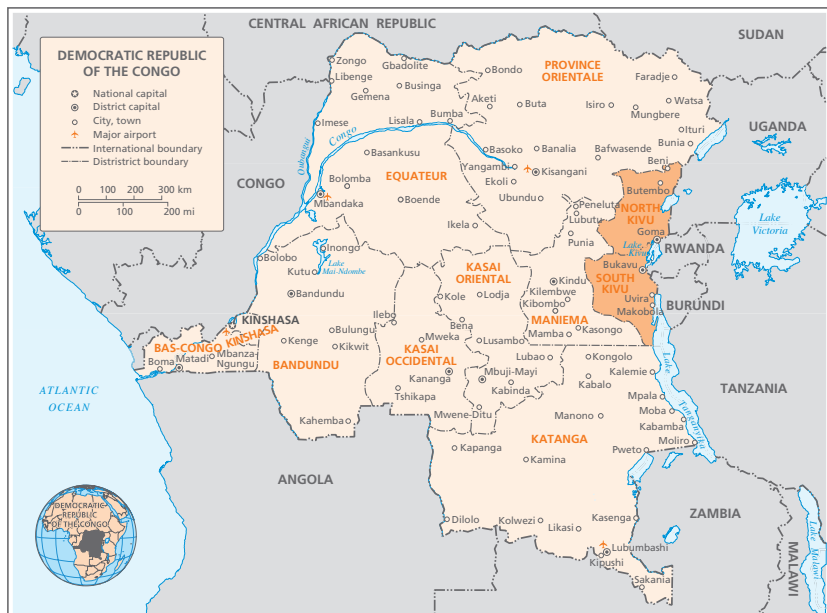 CENTRAL AFRICAN REPUBLIC
SUDAN
DEMOCRATIC REPUBLIC
OF THE CONGO
National capital
District capital
City, town
Major airport
International boundary
Distristrict boundary
0 100 200 300 km
0 100 200 mi
Zongo
Gbadolite
Libenge
Businga
Gemena
Imese
Lisala
Bumba
Oubangui
Congo
PROVINCE
ORIENTALE
Bondo
Faradje
Aketi
Buta
Isiro
Watsa
Mungbere
Ituri
Bunia
UGANDA
Basoko
Banalia
Bafwasende
Beni
Yangambi
Kisangani
Ekoli
Ubundu
Butembo
CONGO
Basankusu
EQUATEUR
Bolomba
Mbandaka
Boende
Ikela
Peneluta
Lubutu
Punia
NORTH
KIVU
Goma
Lake
Kivu
RWANDA
Lake
Victoria
Bolobo
Inongo
Kutu
Lake
Mai-Ndombe
Bandundu
KASAI
ORIENTAL
Kole
Lodja
Kindu
Kilembwe
Kibombo
Bukavu
SOUTH
KIVU
Uvira
Makobola
BURUNDI
KINSHASA
KINSHASA
BAS-CONGO
Boma
Matadi
Mbanza-
Ngungu
Kenge
Bulungu
Kikwit
BANDUNDU
Ilebo
Mweka
KASAI
OCCIDENTAL
Bena
Lusambo
MANIEMA
Mamba
Kasongo
Kananga
Tshikapa
Mbuji-Mayi
Kabinda
Mwene-Ditu
Lubao
Kongolo
Kabalo
Kalemie
Lake
Tanganyika
TANZANIA
ATLANTIC
OCEAN
Kahemba
Manono
Mpala
Moba
Kabamba
Moliro
Pweto
KATANGA
Kapanga
Kamina
ANGOLA
Dilolo
Kolwezi
Likasi
Kasenga
Lubumbashi
Kipushi
Sakania
ZAMBIA
MALAWI
Lake
Malawi
DEMOCRATIC
REPUBLIC
OF THE CONGO